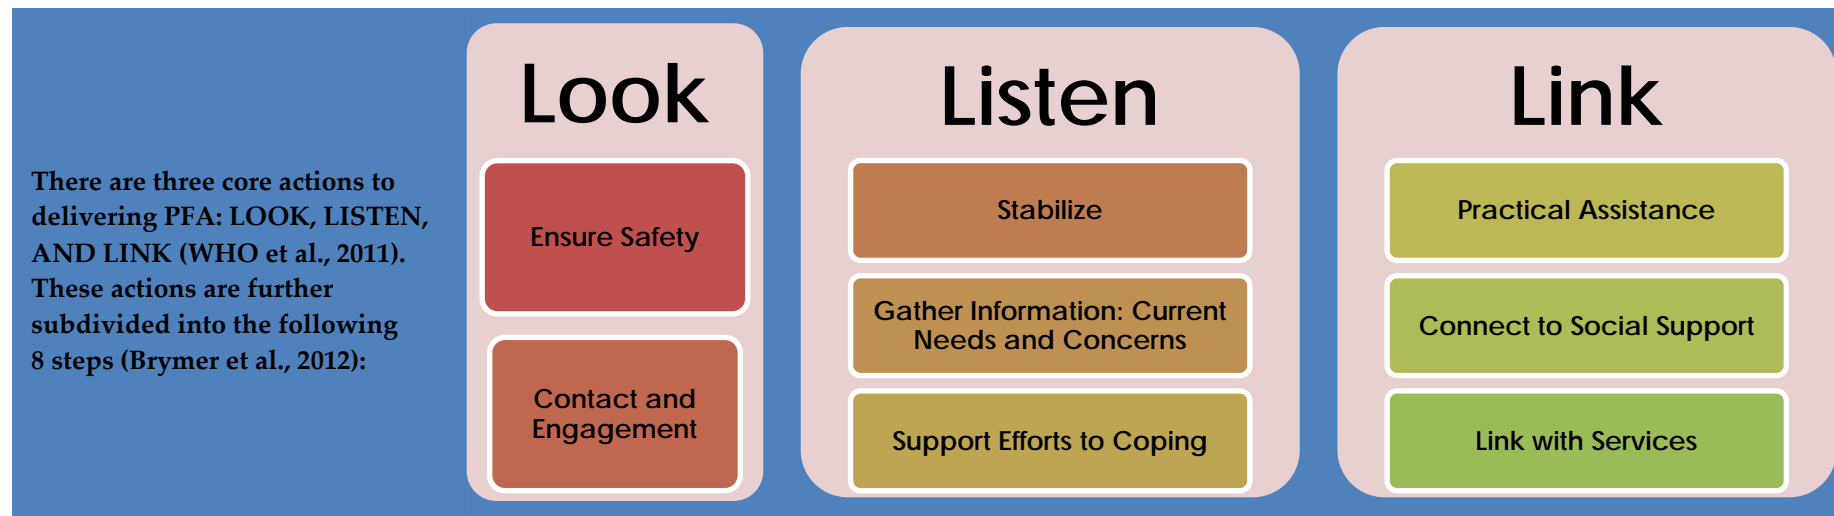 There are three core actions to
delivering PFA: LOOK, LISTEN,
AND LINK (WHO et al., 2011).
These actions are further
subdivided into the following
8 steps (Brymer et al., 2012):
Look
Ensure Safety
Contact and
Engagement
Listen
Stabilize
Gather Information: Current
Needs and Concerns
Support Efforts to Coping
Link
Practical Assistance
Connect to Social Support
Link with Services